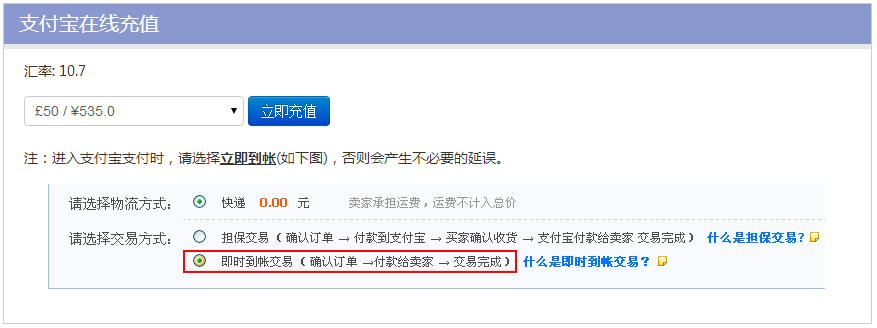 支付宝在线充值
汇率: 10.7
£50 / ¥535.0 立即充值
注：进入支付宝支付时，请选择立即到帐(如下图)，否则会产生不必要的延误。
请选择物流方式： 快递 0.00 元 卖家承担运费，运费不计入总价
请选择交易方式： 担保交易（确认订单 → 付款到支付宝 → 买家确认收货 → 支付宝付款给卖家 交易完成） 什么是担保交易?
即时到帐交易（确认订单 →付款给卖家 → 交易完成） 什么是即时到帐交易？